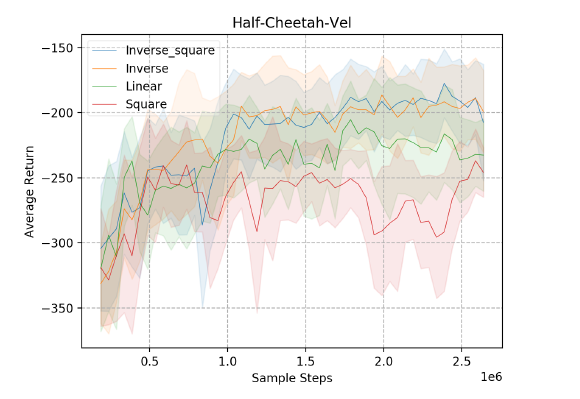 Half-Cheetah-Vel
Inverse_square
Inverse
Linear
Square
Average Return
−150
−200
−250
−300
−350
0.5
1.0
1.5
2.0
2.5
1e6
Sample Steps